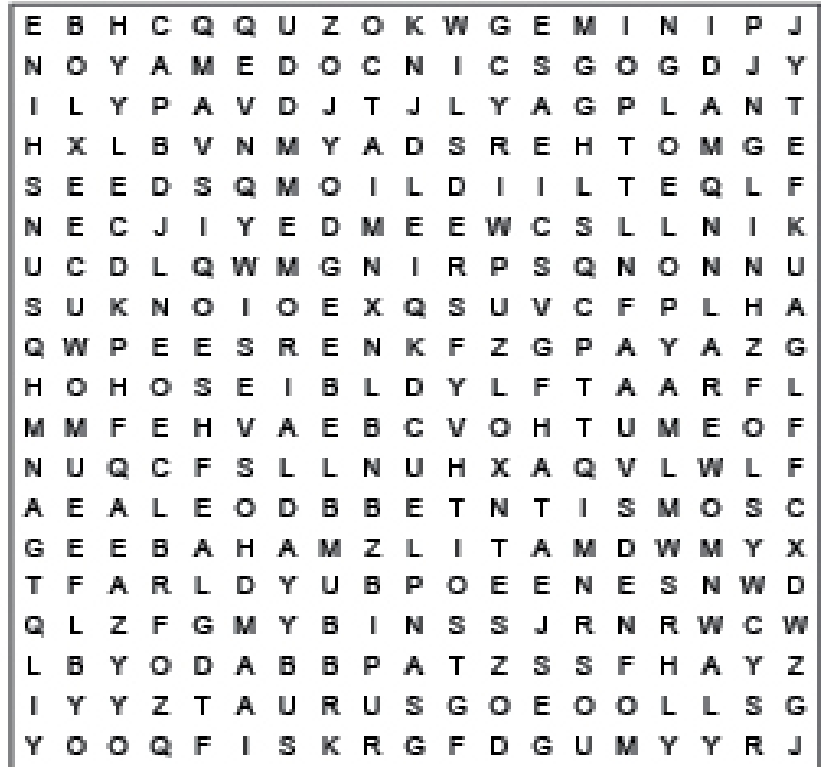 E B H C Q Q U Z O K W G E M I N I P J
N O Y A M E D O C N I C S G O G D J Y
I L Y P A V D J T J L Y A G P L A N T
H X L B V N M Y A D S R E H T O M G E
S E E D S Q M O I L D I I L T E Q L F
N E C J I Y E D M E E W C S L L N I K
U C D L Q W M G N I R P S Q N O N N U
S U K N O I O E X Q S U V C F P L H A
Q W P E E S R E N K F Z G P A Y A Z G
H O H O S E I B L D Y L F T A A R F L
M M F E H V A E B C V O H T U M E O F
N U Q C F S L L N U H X A Q V L W L F
A E A L E O D B B E T N T I S M O S C
G E E B A H A M Z L I T A M D W M Y X
T F A R L D Y U B P O E E N E S N W D
Q L Z F G M Y B I N S S J R N R W C W
L B Y O D A B B P A T Z S S F H A Y Z
I Y Y Z T A U R U S G O E O O L L S G
Y O O Q F I S K R G F D G U M Y Y R J